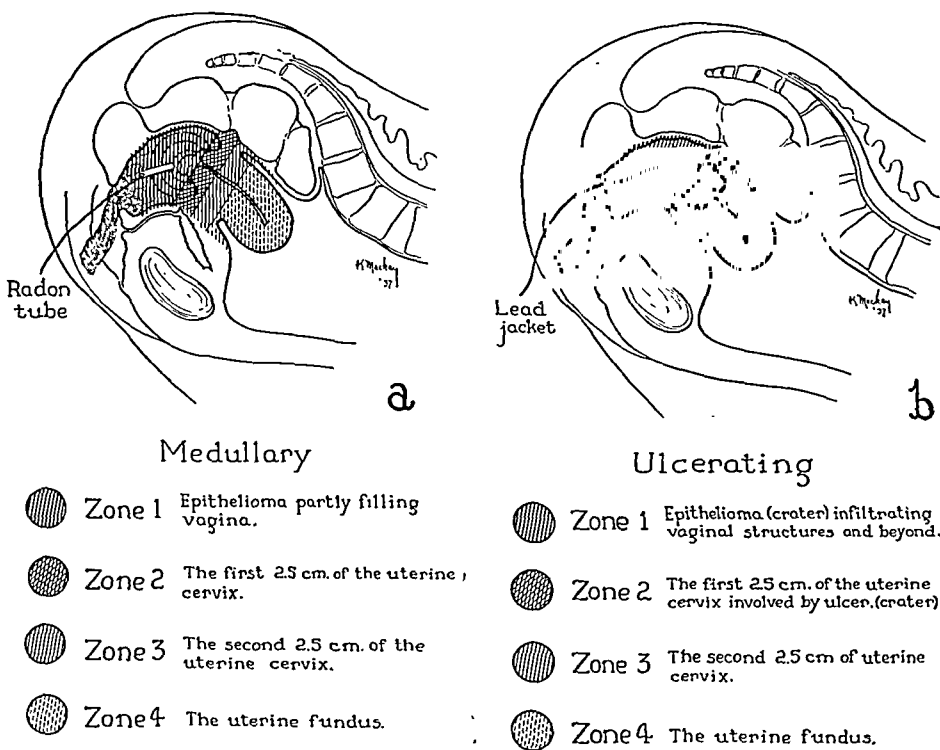 Radon
tube
K Mackey
'37
a
Medullary
Zone 1 Epithelioma partly filling
vagina.
Zone 2 The first 2.5 cm. of the uterine
cervix.
Zone 3 The second 2.5 cm. of the
uterine cervix.
Zone 4 The uterine fundus.
Lead
jacket
K Mackey
'37
b
Ulcerating
Zone 1 Epithelioma (crater) infiltrating
vaginal structures and beyond.
Zone 2 The first 2.5 cm. of the uterine
cervix involved by ulcer. (crater)
Zone 3 The second 2.5 cm of uterine
cervix.
Zone 4 The uterine fundus.